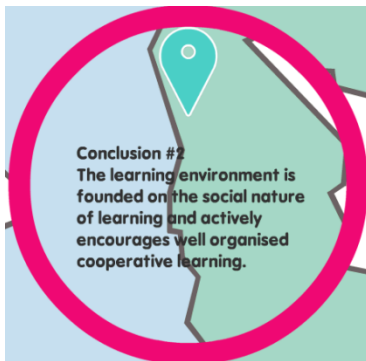 Conclusion #2
The learning environment is
founded on the social nature
of learning and actively
encourages well organised
cooperative learning.